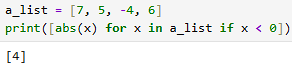 a_list = [7, 5, -4, 6]
print([abs(x) for x in a_list if x < 0])
[4]